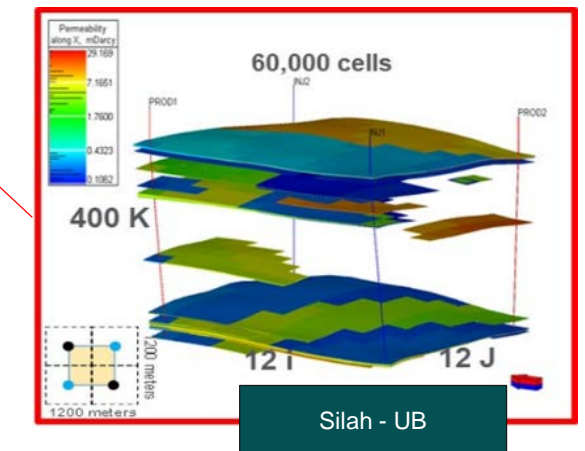 Permeability
along X, mDarcy
29.169
7.1651
1.7600
0.4323
0.1062
60,000 cells
INJ2
PROD1
INJ1
PROD2
400 K
12 i
12 J
1200 meters
1200 meters
Silah - UB